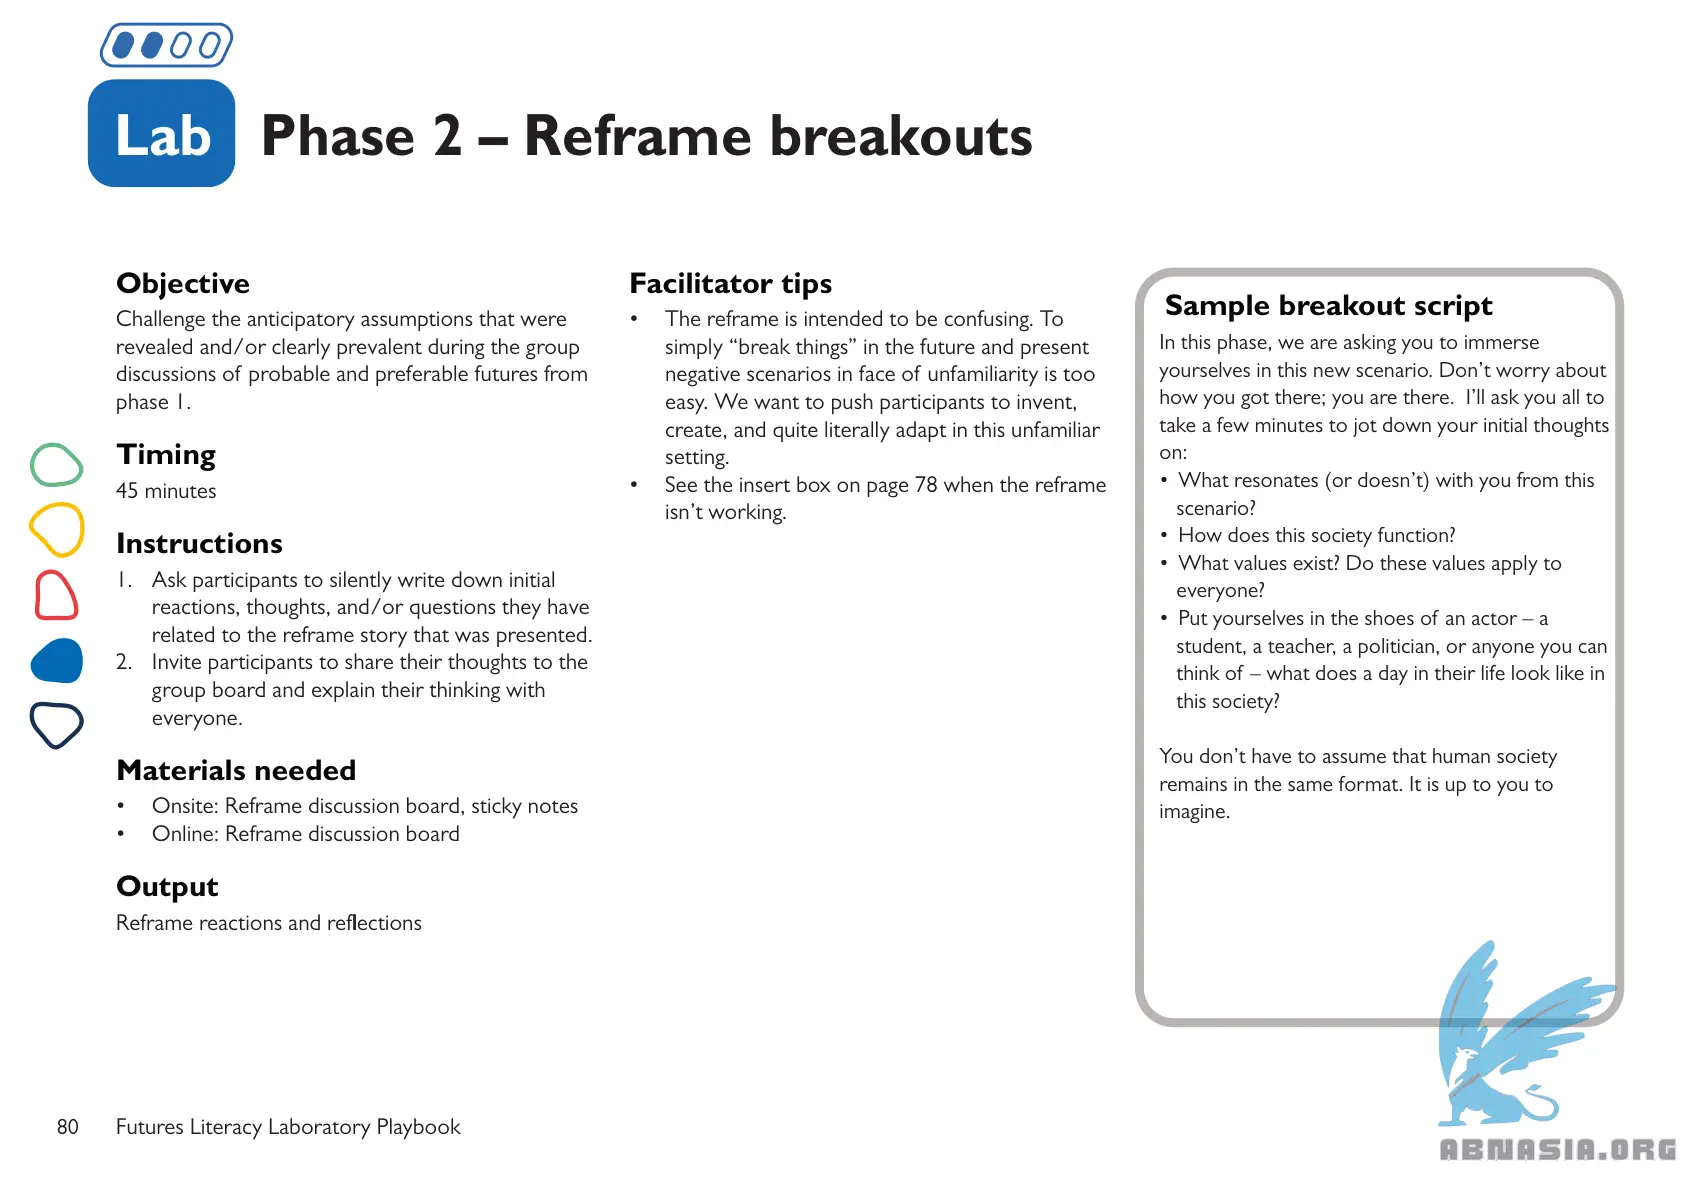 Lab
Phase 2 – Reframe breakouts
Objective
Challenge the anticipatory assumptions that were
revealed and/or clearly prevalent during the group
discussions of probable and preferable futures from
phase 1.
Timing
45 minutes
Instructions
1. Ask participants to silently write down initial
reactions, thoughts, and/or questions they have
related to the reframe story that was presented.
2. Invite participants to share their thoughts to the
group board and explain their thinking with
everyone.
Materials needed
• Onsite: Reframe discussion board, sticky notes
• Online: Reframe discussion board
Output
Reframe reactions and reflections
Facilitator tips
• The reframe is intended to be confusing. To
simply “break things” in the future and present
negative scenarios in face of unfamiliarity is too
easy. We want to push participants to invent,
create, and quite literally adapt in this unfamiliar
setting.
• See the insert box on page 78 when the reframe
isn’t working.
Sample breakout script
In this phase, we are asking you to immerse
yourselves in this new scenario. Don’t worry about
how you got there; you are there. I’ll ask you all to
take a few minutes to jot down your initial thoughts
on:
• What resonates (or doesn’t) with you from this
scenario?
• How does this society function?
• What values exist? Do these values apply to
everyone?
• Put yourselves in the shoes of an actor – a
student, a teacher, a politician, or anyone you can
think of – what does a day in their life look like in
this society?
You don’t have to assume that human society
remains in the same format. It is up to you to
imagine.
80 Futures Literacy Laboratory Playbook
ABNASIA.ORG